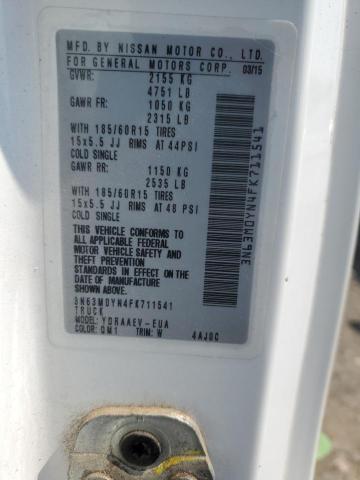 MFD. BY NISSAN MOTOR CO., LTD.
FOR GENERAL MOTORS CORP. 03/15
GVWR: 2155 KG
4751 LB
GAWR FR: 1050 KG
2315 LB
WITH 185/60R15 TIRES
15x5.5 JJ RIMS AT 44PSI
COLD SINGLE
GAWR RR: 1150 KG
2535 LB
WITH 185/60R15 TIRES
15x5.5 JJ RIMS AT 48 PSI
COLD SINGLE
THIS VEHICLE CONFORMS TO
ALL APPLICABLE FEDERAL
MOTOR VEHICLE SAFETY
STANDARDS IN EFFECT ON THE
DATE OF MANUFACTURE SHOWN
ABOVE.
3N63M0YN4FK711541
TRUCK
MODEL: YDRAAEV-EUA
COLOR: QM1 TRIM: W 4AJ0C
3N63M0YN4FK711541